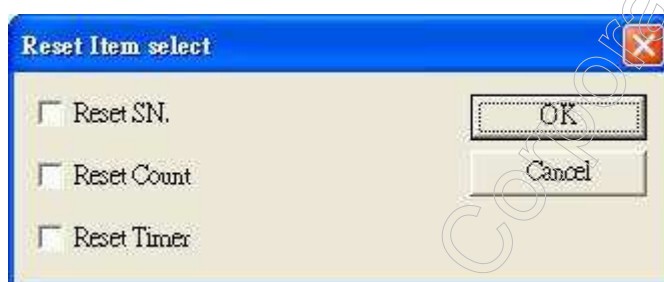 Reset Item select
Reset SN.
OK
Reset Count
Cancel
Reset Timer